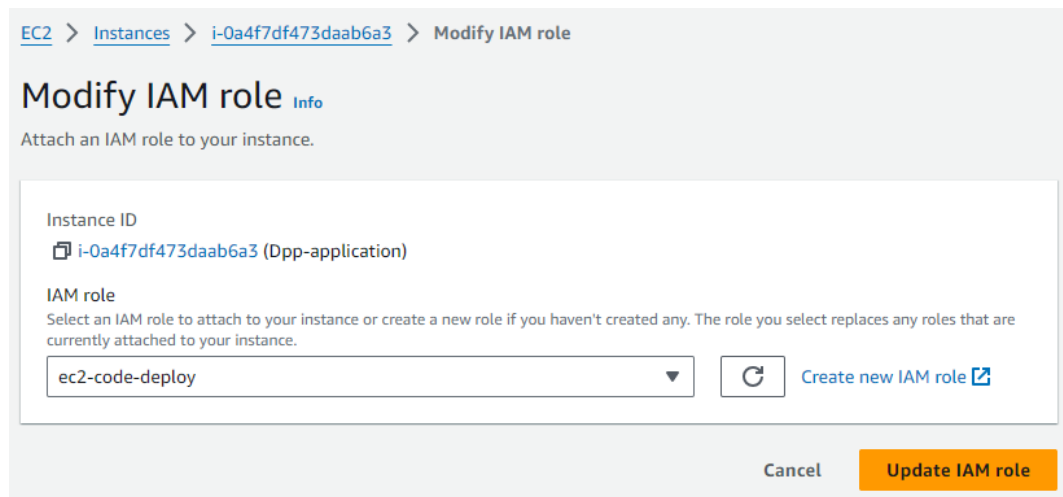 EC2 > Instances > i-0a4f7df473daab6a3 > Modify IAM role
Modify IAM role Info
Attach an IAM role to your instance.
Instance ID
i-0a4f7df473daab6a3 (Dpp-application)
IAM role
Select an IAM role to attach to your instance or create a new role if you haven't created any. The role you select replaces any roles that are
currently attached to your instance.
ec2-code-deploy
Create new IAM role
Cancel
Update IAM role